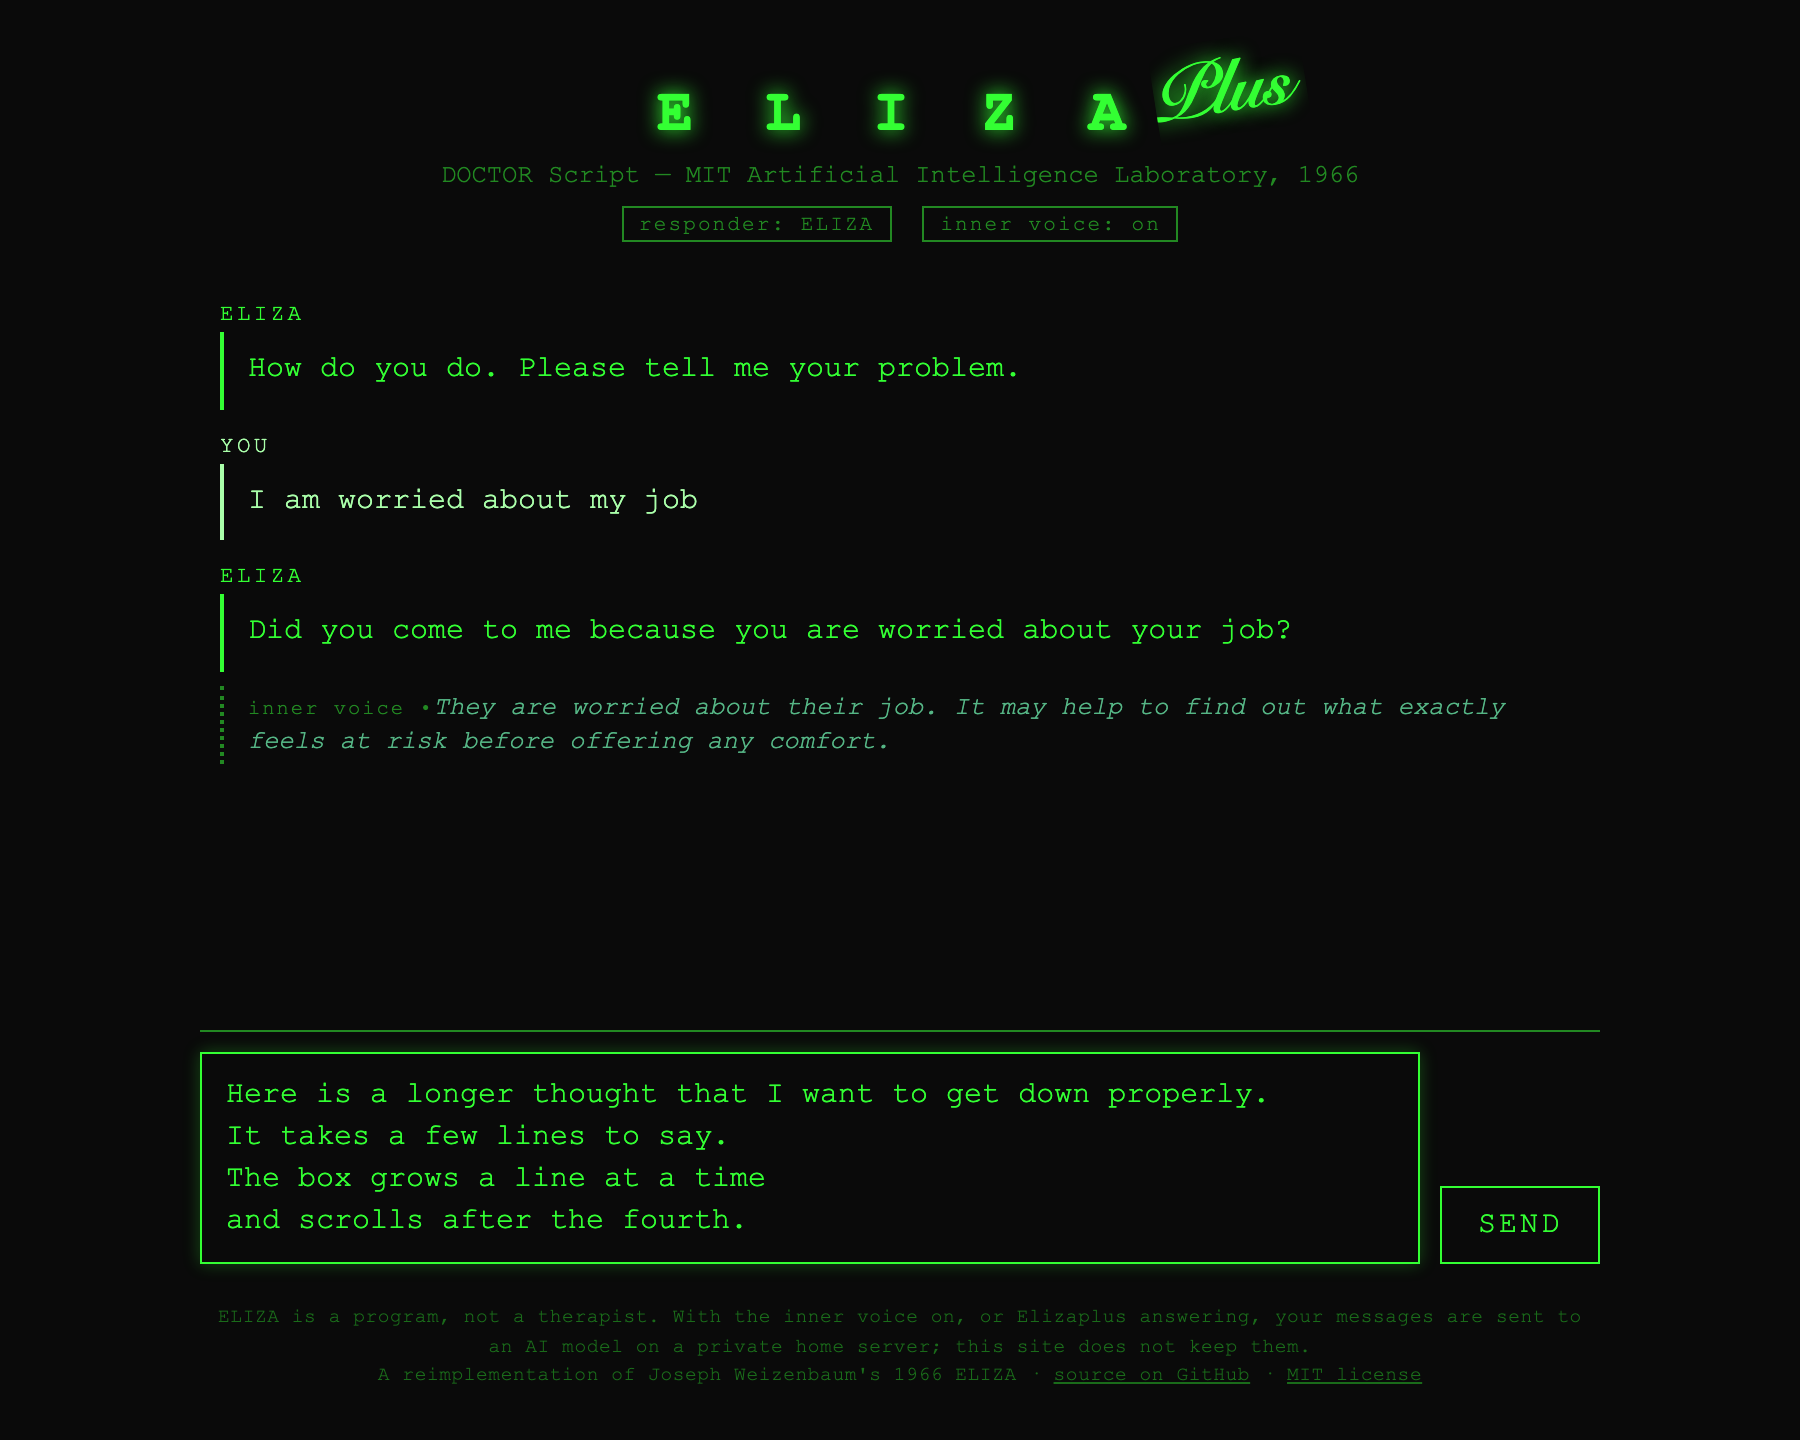 E L I Z A Plus
DOCTOR Script — MIT Artificial Intelligence Laboratory, 1966
responder: ELIZA inner voice: on
ELIZA
How do you do. Please tell me your problem.
YOU
I am worried about my job
ELIZA
Did you come to me because you are worried about your job?
inner voice •They are worried about their job. It may help to find out what exactly
feels at risk before offering any comfort.
Here is a longer thought that I want to get down properly.
It takes a few lines to say.
The box grows a line at a time
and scrolls after the fourth.
SEND
ELIZA is a program, not a therapist. With the inner voice on, or Elizaplus answering, your messages are sent to
an AI model on a private home server; this site does not keep them.
A reimplementation of Joseph Weizenbaum's 1966 ELIZA · source on GitHub · MIT license